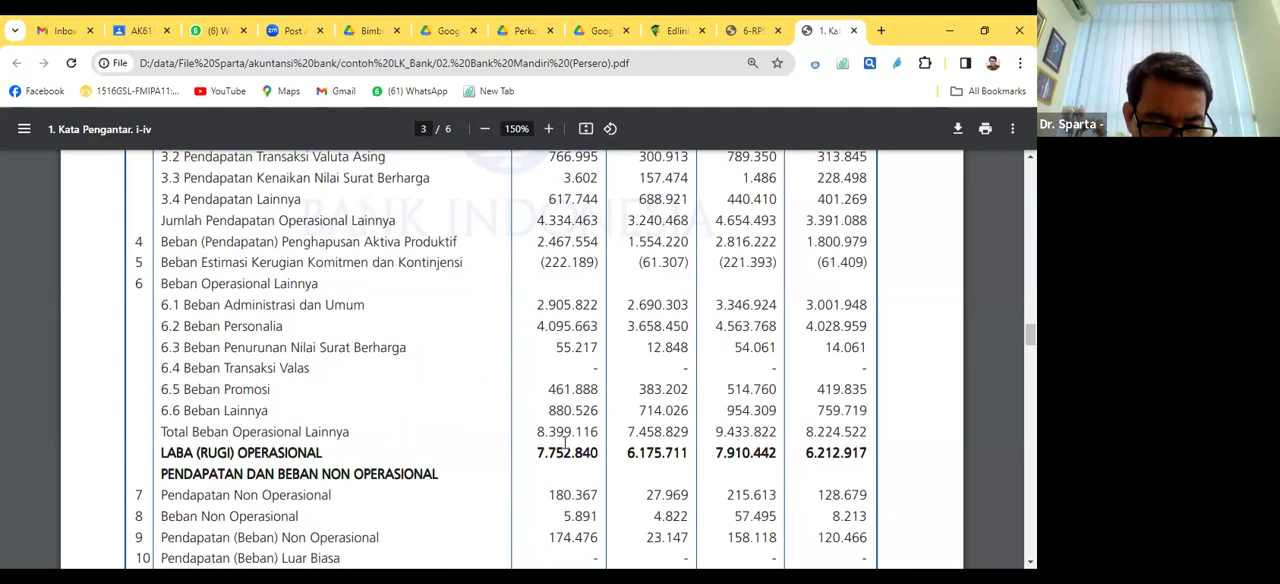 Inbox
AK61
(6) W
Post.
Bimb
Goog
Perku
Goog
Edlin
6-RPS
1. Ka
File D:/data/File%20Sparta/akuntansi%20bank/contoh%20LK_Bank/02.%20Bank%20Mandiri%20(Persero).pdf
Facebook 1516GSL-FMIPA11:... YouTube Maps Gmail (61) WhatsApp New Tab All Bookmarks
1. Kata Pengantar. i-iv 3 / 6 150%
Dr. Sparta -
BANK INDONESIA
3.2 Pendapatan Transaksi Valuta Asing 766.995 300.913 789.350 313.845
3.3 Pendapatan Kenaikan Nilai Surat Berharga 3.602 157.474 1.486 228.498
3.4 Pendapatan Lainnya 617.744 688.921 440.410 401.269
Jumlah Pendapatan Operasional Lainnya 4.334.463 3.240.468 4.654.493 3.391.088
4 Beban (Pendapatan) Penghapusan Aktiva Produktif 2.467.554 1.554.220 2.816.222 1.800.979
5 Beban Estimasi Kerugian Komitmen dan Kontinjensi (222.189) (61.307) (221.393) (61.409)
6 Beban Operasional Lainnya
6.1 Beban Administrasi dan Umum 2.905.822 2.690.303 3.346.924 3.001.948
6.2 Beban Personalia 4.095.663 3.658.450 4.563.768 4.028.959
6.3 Beban Penurunan Nilai Surat Berharga 55.217 12.848 54.061 14.061
6.4 Beban Transaksi Valas - - - -
6.5 Beban Promosi 461.888 383.202 514.760 419.835
6.6 Beban Lainnya 880.526 714.026 954.309 759.719
Total Beban Operasional Lainnya 8.399.116 7.458.829 9.433.822 8.224.522
LABA (RUGI) OPERASIONAL 7.752.840 6.175.711 7.910.442 6.212.917
PENDAPATAN DAN BEBAN NON OPERASIONAL
7 Pendapatan Non Operasional 180.367 27.969 215.613 128.679
8 Beban Non Operasional 5.891 4.822 57.495 8.213
9 Pendapatan (Beban) Non Operasional 174.476 23.147 158.118 120.466
10 Pendapatan (Beban) Luar Biasa - - - -